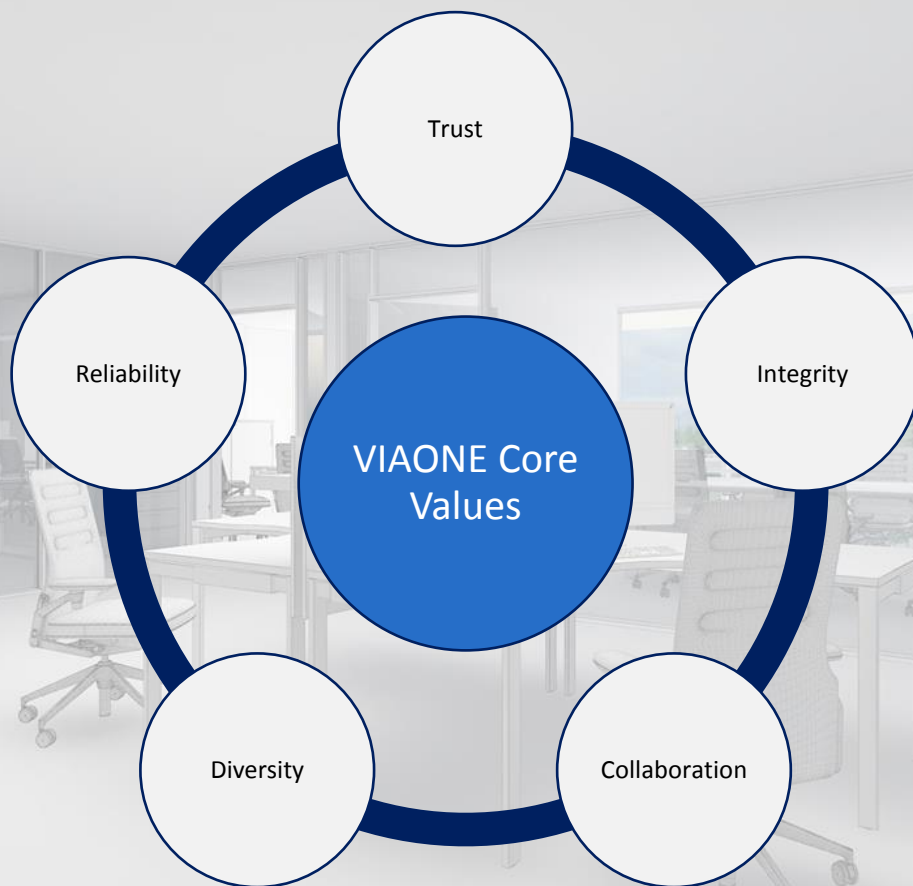 Trust
Reliability
Integrity
VIAONE Core
Values
Diversity
Collaboration